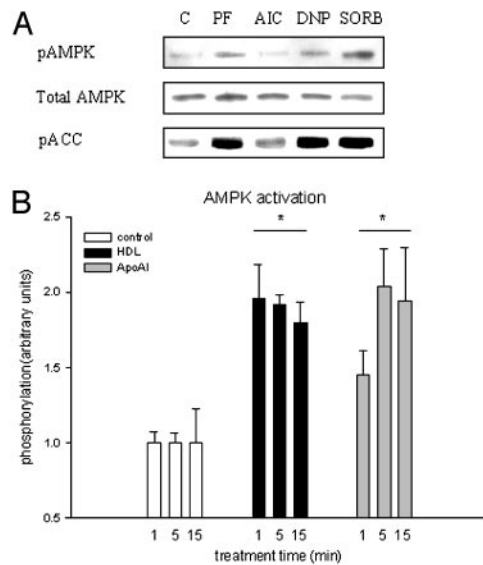 A
C PF AIC DNP SORB
pAMPK
Total AMPK
pACC
B
AMPK activation
2.5
control
HDL
ApoAI
* *
2.0
1.5
1.0
0.5
phosphorylation(arbitrary units)
1 5 15 1 5 15 1 5 15
treatment time (min)